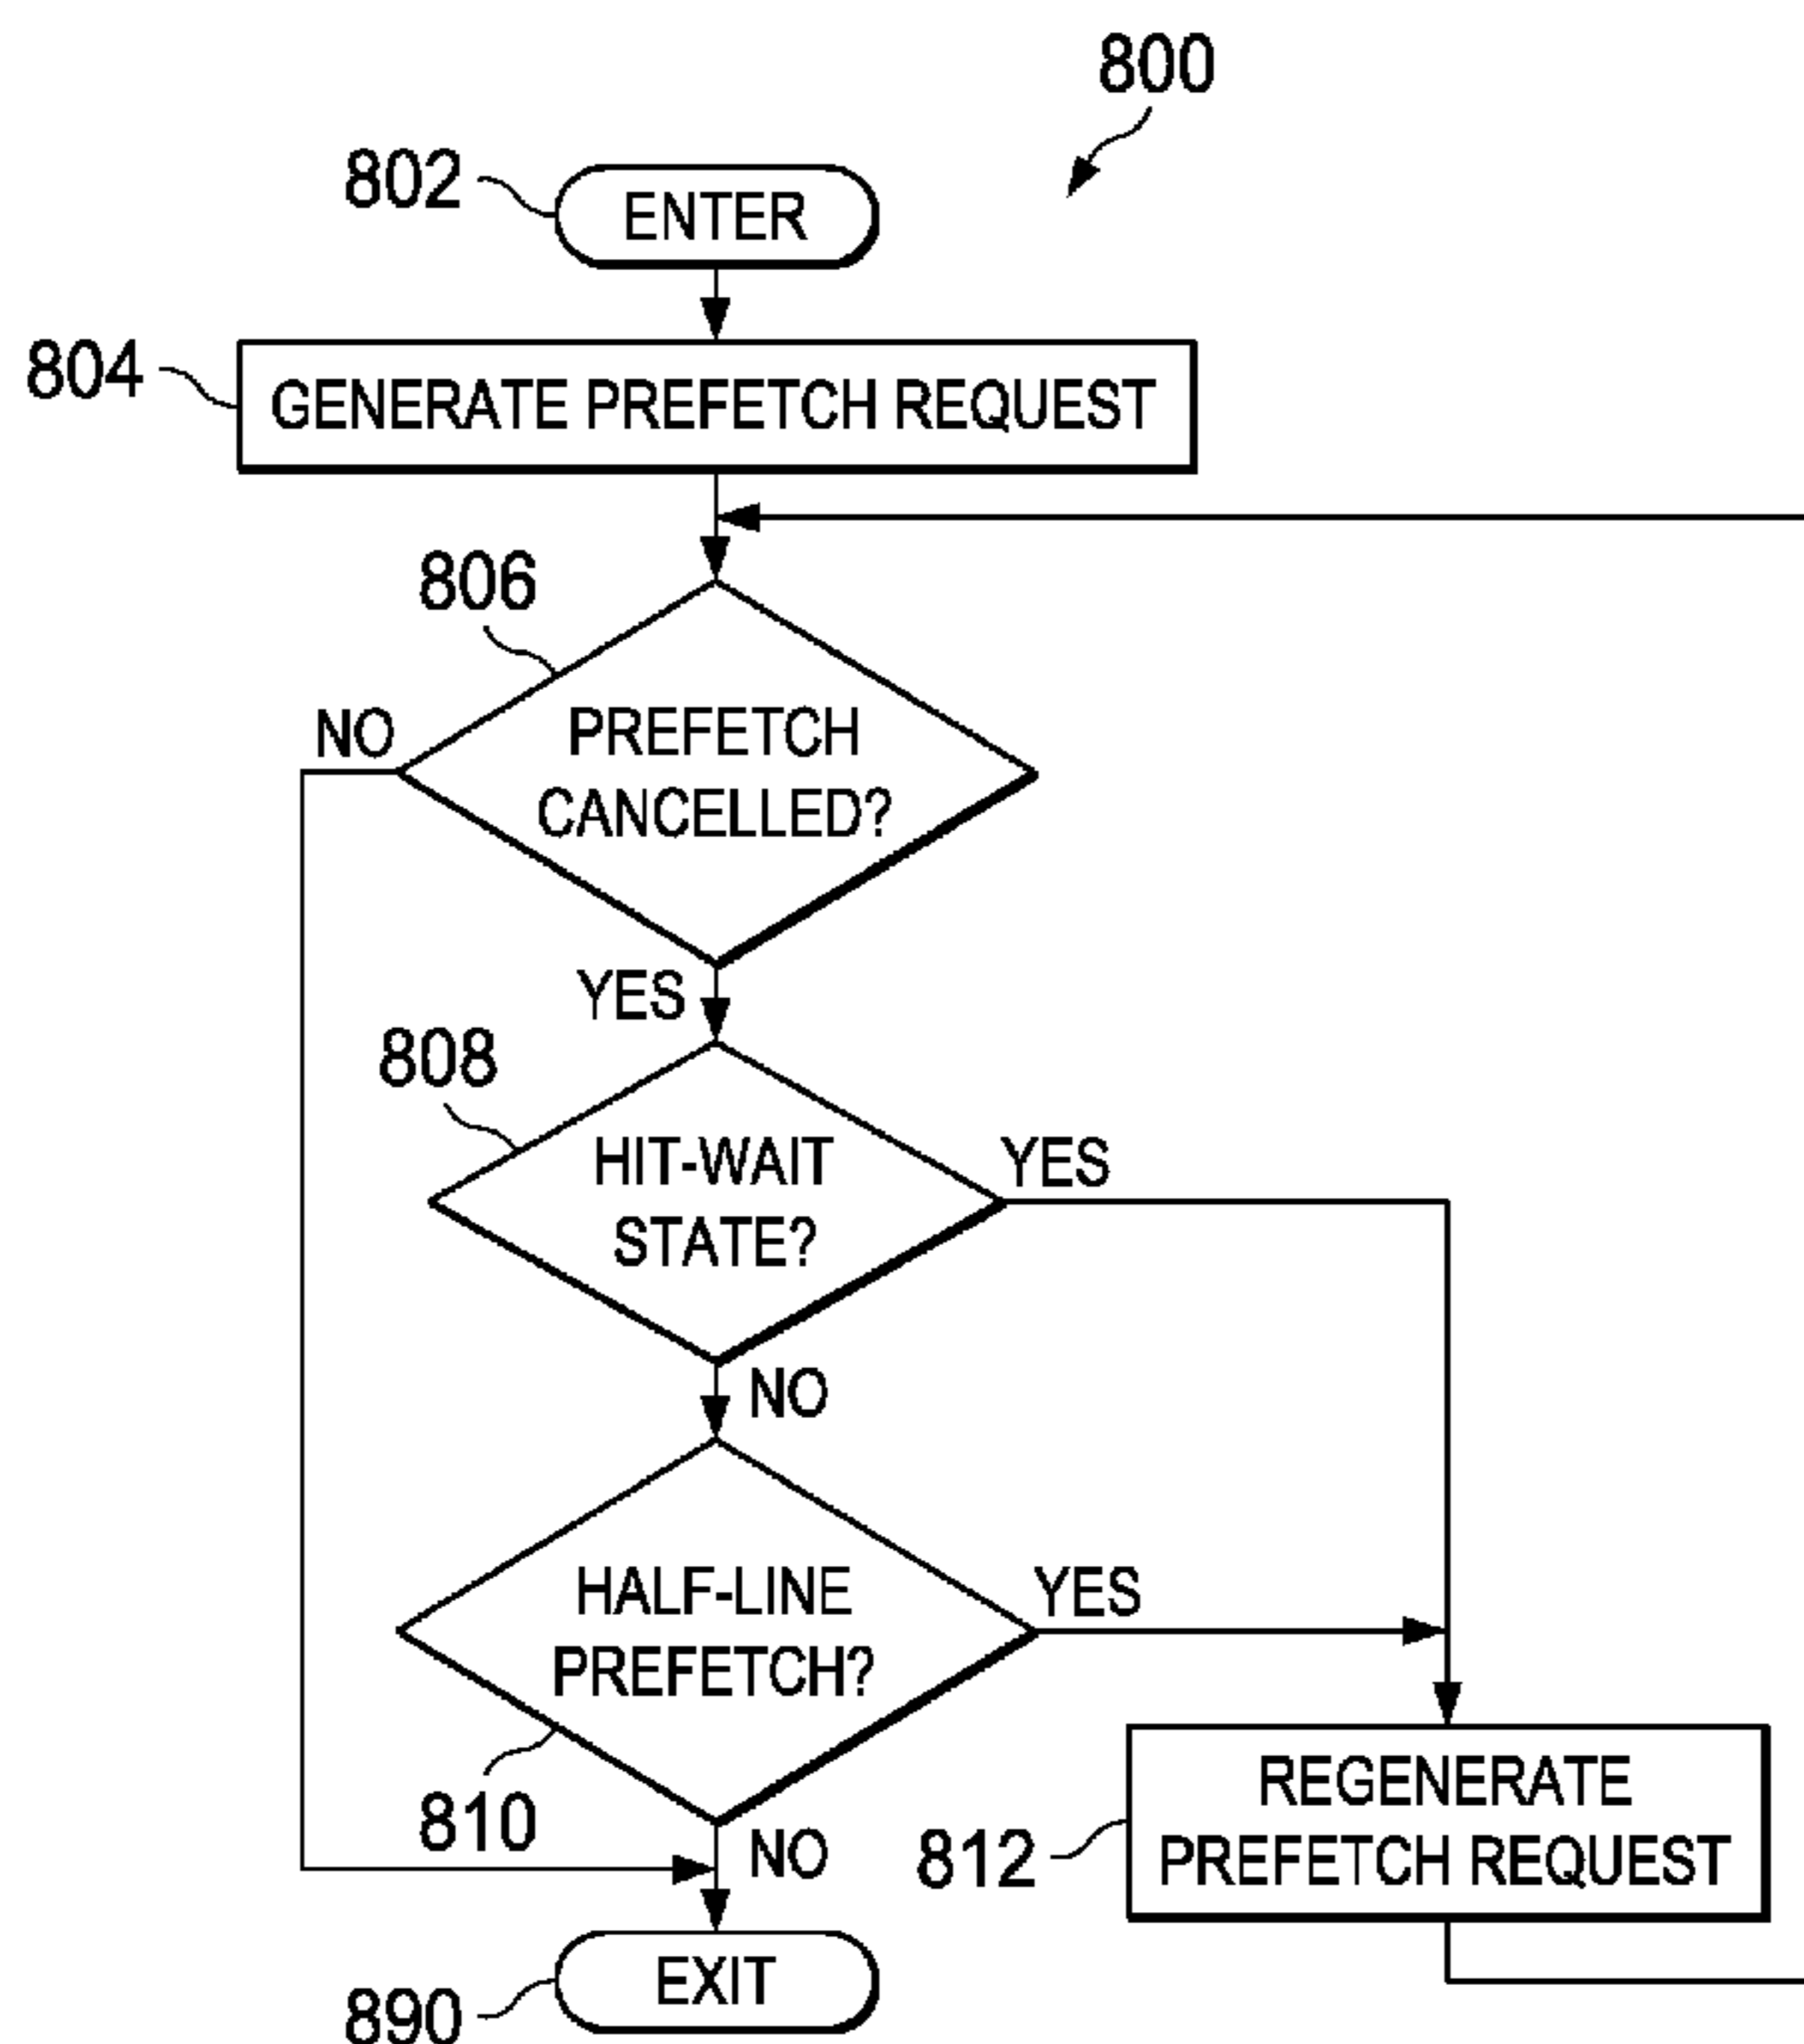 800
802
ENTER
804
GENERATE PREFETCH REQUEST
806
NO
PREFETCH
CANCELLED?
YES
808
HIT-WAIT
STATE?
YES
NO
HALF-LINE
PREFETCH?
YES
810
NO
812
REGENERATE
PREFETCH REQUEST
890
EXIT